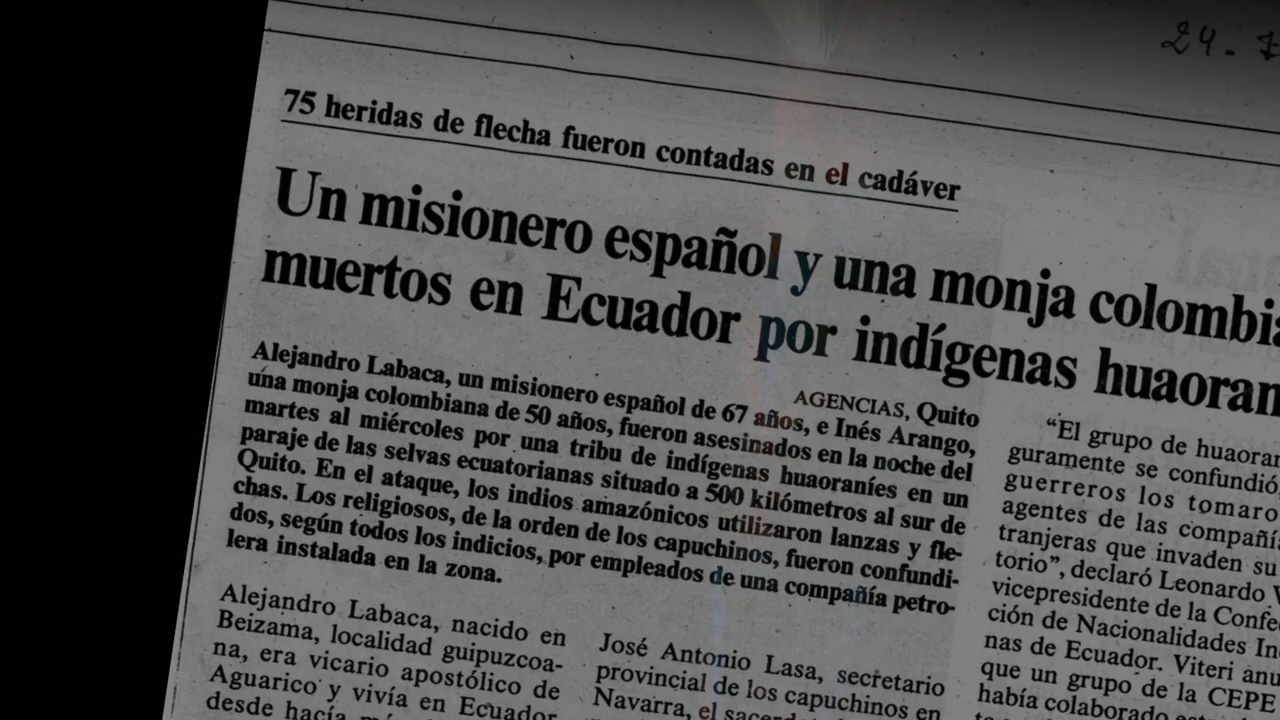 24. 7
75 heridas de flecha fueron contadas en el cadáver
Un misionero español y una monja
muertos en Ecuador por indígenas
AGENCIAS, Quito
Alejandro Labaca, un misionero español de 67 años, e Inés Arango,
una monja colombiana de 50 años, fueron asesinados en la noche del
martes al miércoles por una tribu de indígenas huaoraníes en un
paraje de las selvas ecuatorianas situado a 500 kilómetros al sur de
Quito. En el ataque, los indios amazónicos utilizaron lanzas y fle-
chas. Los religiosos, de la orden de los capuchinos, fueron confundi-
dos, según todos los indicios, por empleados de una compañía petro-
lera instalada en la zona.
Alejandro Labaca, nacido en
Beizama, localidad guipuzcoa-
na, era vicario apostólico de
Aguarico y vivía en Ecuador
desde hacía
José Antonio Lasa, secretario
provincial de los capuchinos en
Navarra, el
“El grupo de
guramente se confundió
guerreros los
agentes de las
tranjeras que invaden su
torio”, declaró Leonardo V
vicepresidente de la
ción de Nacionalidades
nas de Ecuador. Viteri
que un grupo de la CEPE
había colaborado